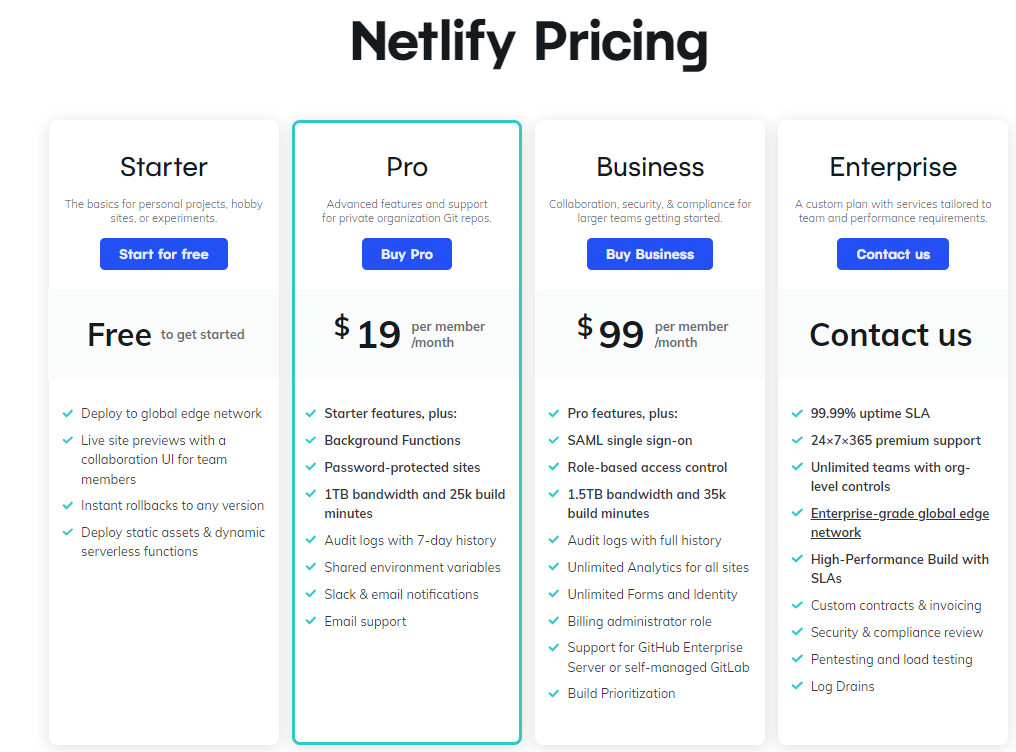 Netlify Pricing
Starter
The basics for personal projects, hobby
sites, or experiments.
Start for free
Free to get started
Deploy to global edge network
Live site previews with a
collaboration UI for team
members
Instant rollbacks to any version
Deploy static assets & dynamic
serverless functions
Pro
Advanced features and support
for private organization Git repos.
Buy Pro
$19 per member
/month
Starter features, plus:
Background Functions
Password-protected sites
1TB bandwidth and 25k build
minutes
Audit logs with 7-day history
Shared environment variables
Slack & email notifications
Email support
Business
Collaboration, security, & compliance for
larger teams getting started.
Buy Business
$99 per member
/month
Pro features, plus:
SAML single sign-on
Role-based access control
1.5TB bandwidth and 35k
build minutes
Audit logs with full history
Unlimited Analytics for all sites
Unlimited Forms and Identity
Billing administrator role
Support for GitHub Enterprise
Server or self-managed GitLab
Build Prioritization
Enterprise
A custom plan with services tailored to
team and performance requirements.
Contact us
Contact us
99.99% uptime SLA
24×7×365 premium support
Unlimited teams with org-
level controls
Enterprise-grade global edge
network
High-Performance Build with
SLAs
Custom contracts & invoicing
Security & compliance review
Pentesting and load testing
Log Drains